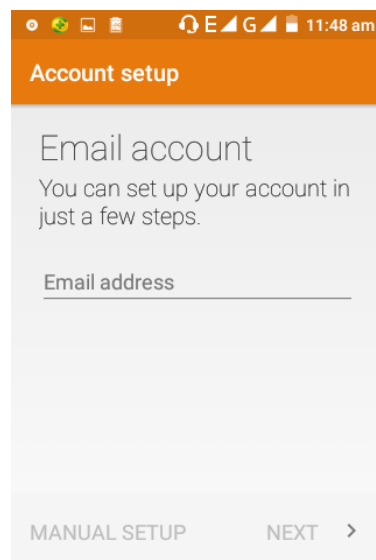 E G 11:48 am
Account setup
Email account
You can set up your account in
just a few steps.
Email address
MANUAL SETUP NEXT